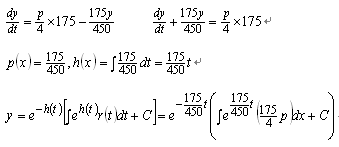 dy/dt = p/4 × 175 − 175y/450    dy/dt + 175y/450 = p/4 × 175 ↵
p(x) = 175/450 , h(x) = ∫ 175/450 dt = 175/450 t ↵
y = e^{−h(t)} [∫ e^{h(t)} r(t)dt + C] = e^{−175/450 t} (∫ e^{175/450 t} (175/4 p) dx + C)